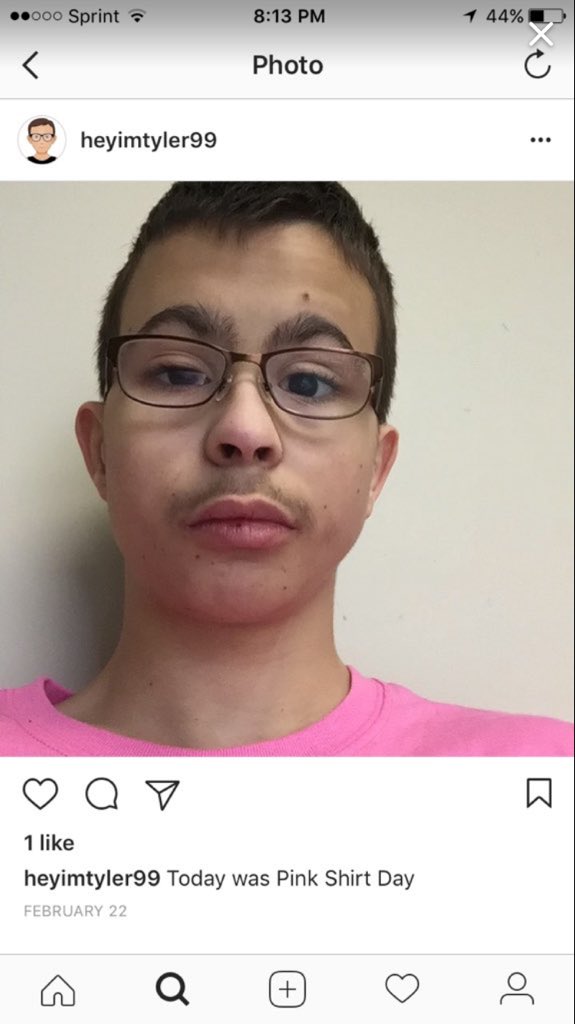 Sprint 8:13 PM 44%
Photo
heyimtyler99
1 like
heyimtyler99 Today was Pink Shirt Day
FEBRUARY 22